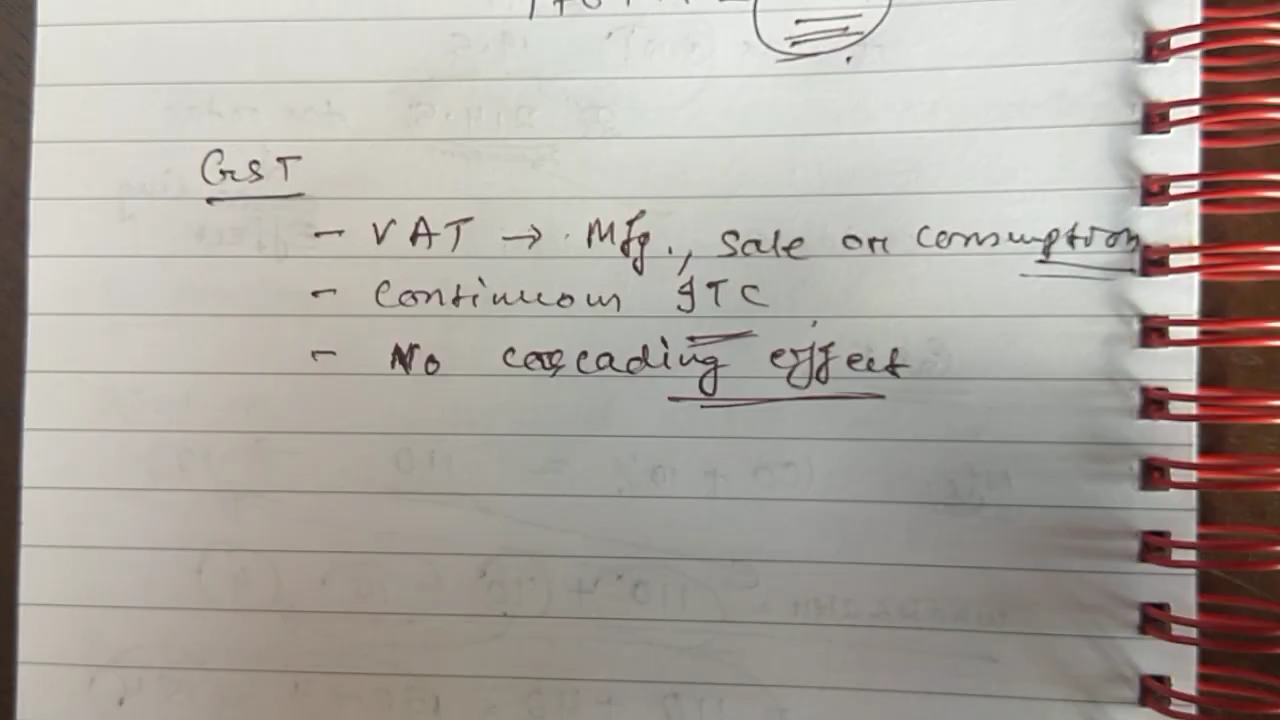 GST
- VAT → Mfg., sale or consumption
- Continuous ITC
- No cascading effect